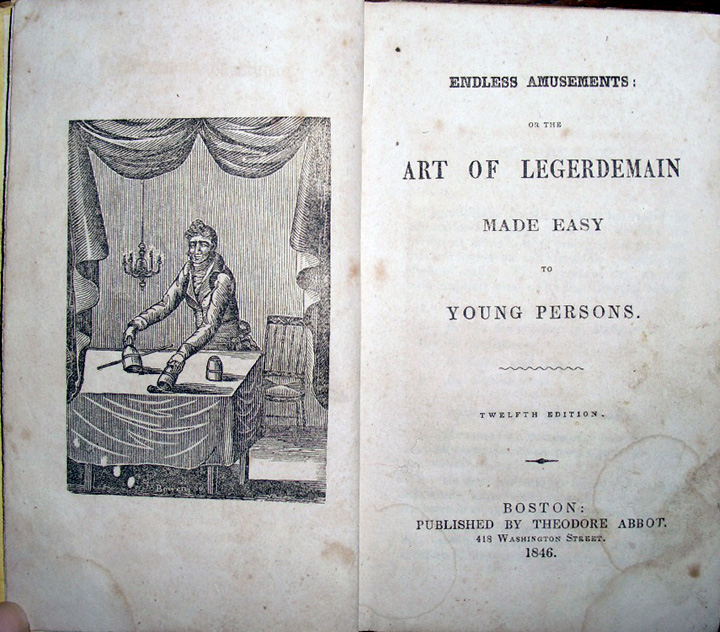 Bowen
ENDLESS AMUSEMENTS;
OR THE
ART OF LEGERDEMAIN
MADE EASY
TO
YOUNG PERSONS.
TWELFTH EDITION.
BOSTON:
PUBLISHED BY THEODORE ABBOT.
418 WASHINGTON STREET.
1846.